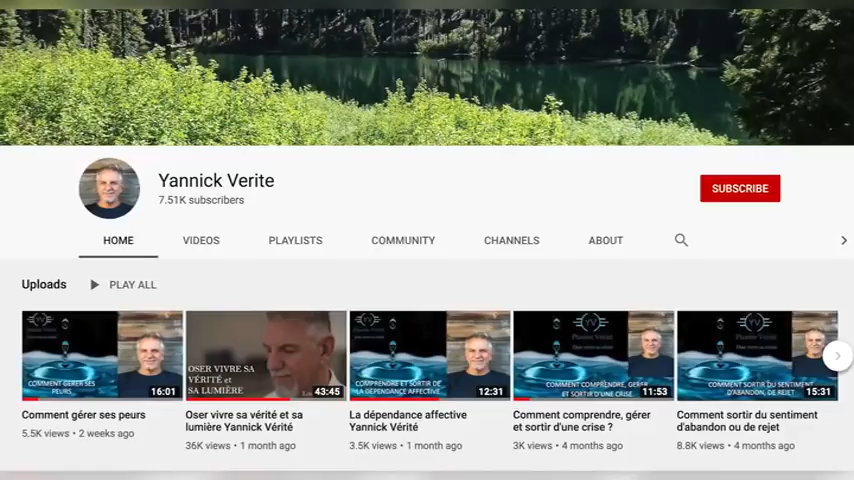 Yannick Verite
7.51K subscribers
SUBSCRIBE
HOME VIDEOS PLAYLISTS COMMUNITY CHANNELS ABOUT
Uploads PLAY ALL
COMMENT GÉRER SES
PEURS
16:01
OSER VIVRE SA
VÉRITÉ et
SA LUMIÈRE
43:45
COMPRENDRE ET SORTIR DE
LA DÉPENDANCE AFFECTIVE
12:31
YV
COMMENT COMPRENDRE, GÉRER
ET SORTIR D'UNE CRISE
11:53
YV
COMMENT SORTIR DU SENTIMENT
D'ABANDON, DE REJET
15:31
Comment gérer ses peurs
5.5K views • 2 weeks ago
Oser vivre sa vérité et sa
lumière Yannick Vérité
36K views • 1 month ago
La dépendance affective
Yannick Vérité
3.5K views • 1 month ago
Comment comprendre, gérer
et sortir d'une crise ?
3K views • 4 months ago
Comment sortir du sentiment
d'abandon ou de rejet
8.8K views • 4 months ago